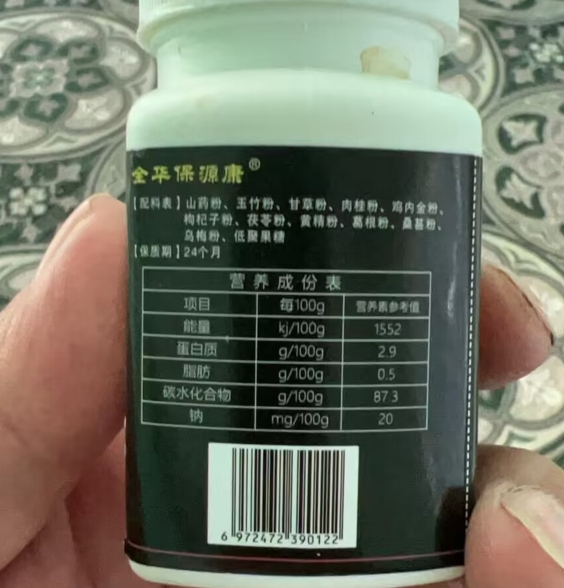 金华保源康®
【配料表】山药粉、玉竹粉、甘草粉、肉桂粉、鸡内金粉、
枸杞子粉、茯苓粉、黄精粉、葛根粉、桑葚粉、
乌梅粉、低聚果糖
【保质期】24个月
营养成份表
项目 每100g 营养素参考值
能量 kj/100g 1552
蛋白质 g/100g 2.9
脂肪 g/100g 0.5
碳水化合物 g/100g 87.3
钠 mg/100g 20
6 972472 390122